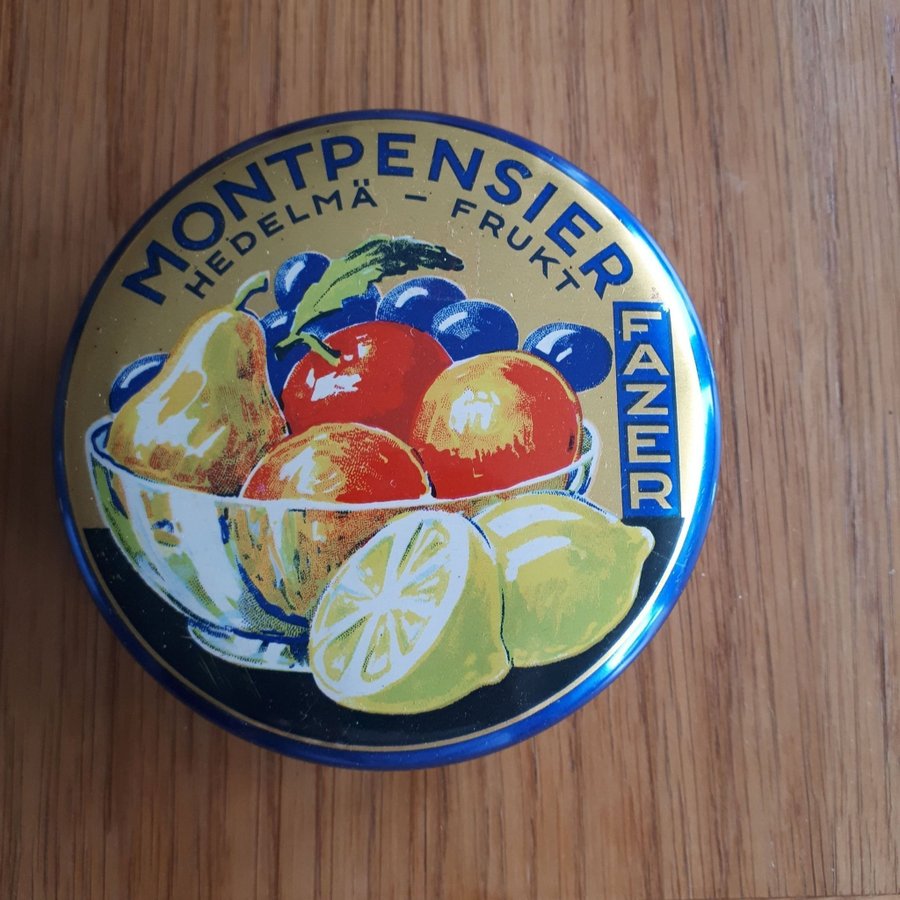 MONTPENSIER
HEDELMÄ – FRUKT
FAZER